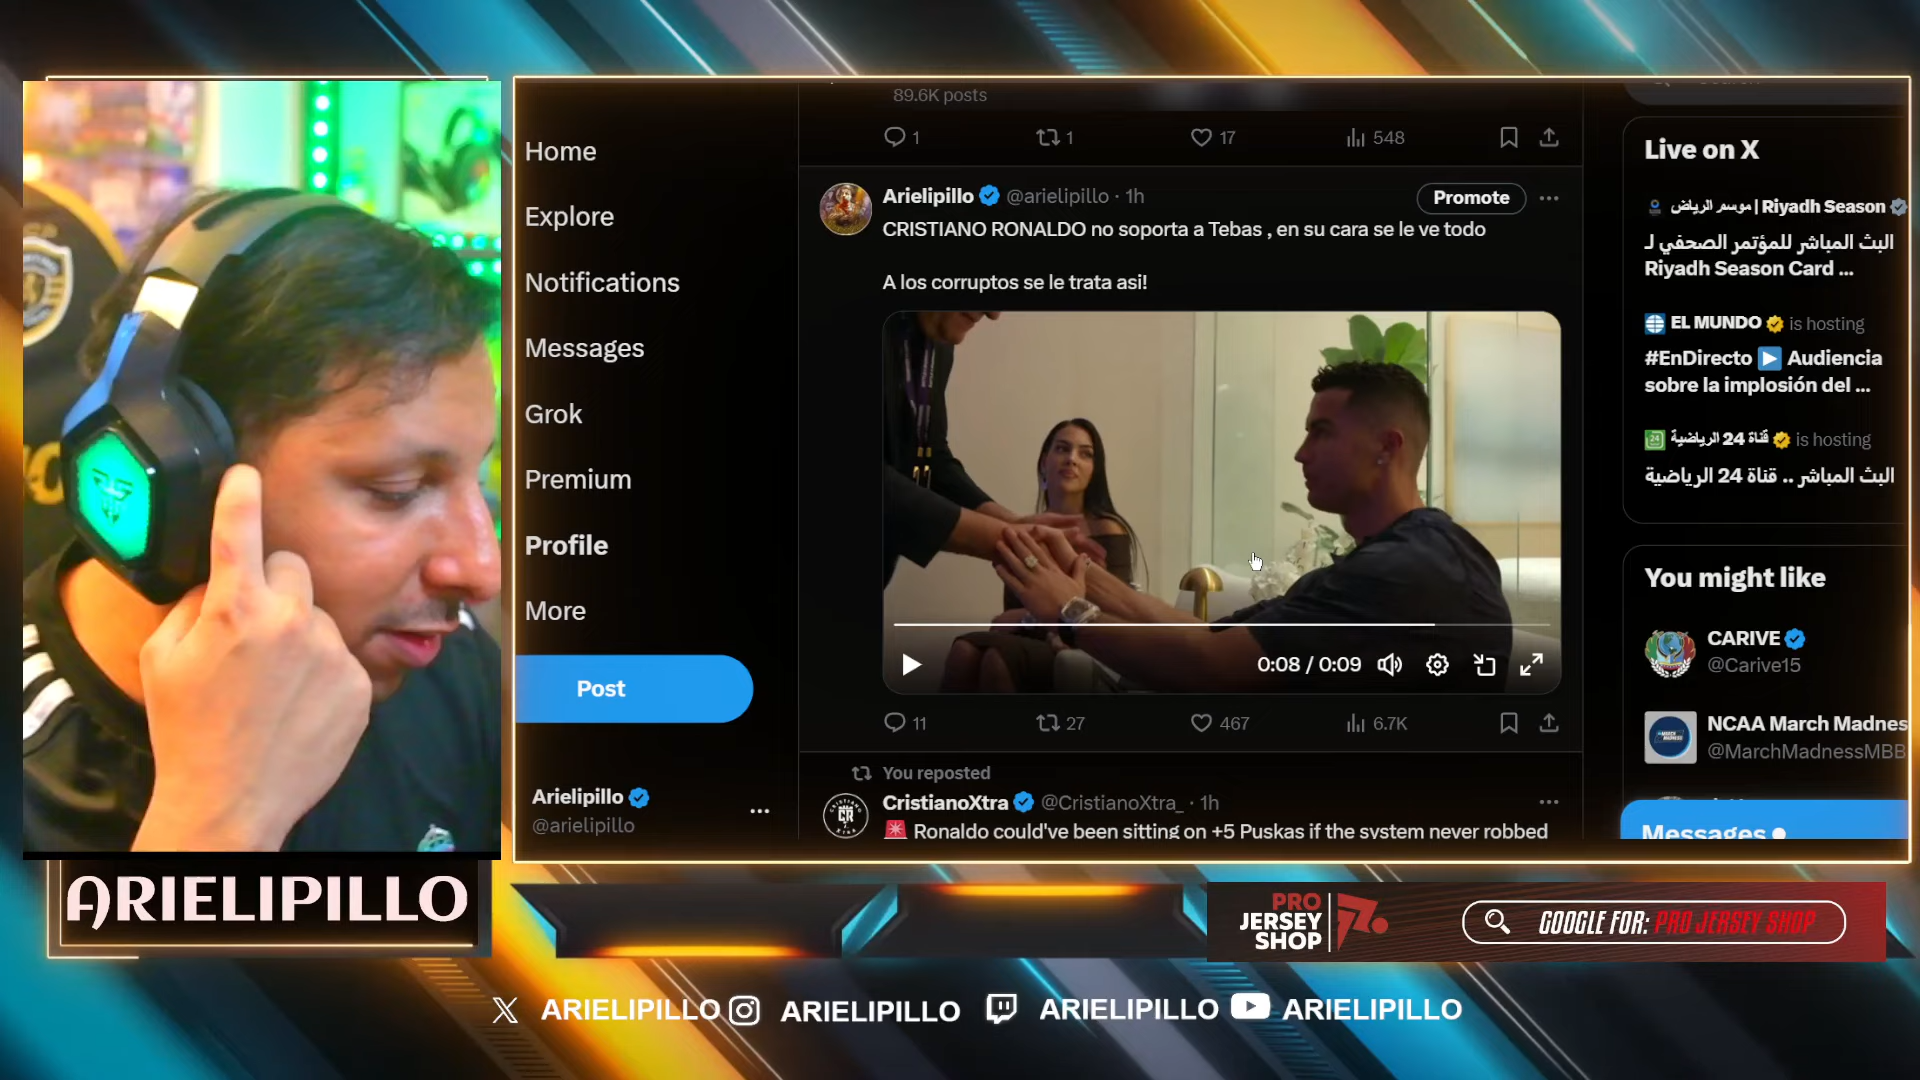 89.6K posts
1
1
17
548
Home
Explore
Notifications
Messages
Grok
Premium
Profile
More
Post
Arielipillo
@arielipillo
Arielipillo @arielipillo · 1h
Promote
CRISTIANO RONALDO no soporta a Tebas , en su cara se le ve todo
A los corruptos se le trata asi!
0:08 / 0:09
11
27
467
6.7K
You reposted
CristianoXtra @CristianoXtra_ · 1h
Ronaldo could've been sitting on +5 Puskas if the system never robbed
Live on X
موسم الرياض | Riyadh Season
البث المباشر للمؤتمر الصحفي لـ
Riyadh Season Card ...
EL MUNDO is hosting
#EnDirecto Audiencia
sobre la implosión del ...
قناة 24 الرياضية is hosting
البث المباشر .. قناة 24 الرياضية
You might like
CARIVE
@Carive15
NCAA March Madnes
@MarchMadnessMBB
Messages
ARIELIPILLO
PRO
JERSEY
SHOP
GOOGLE FOR: PRO JERSEY SHOP
ARIELIPILLO
ARIELIPILLO
ARIELIPILLO
ARIELIPILLO